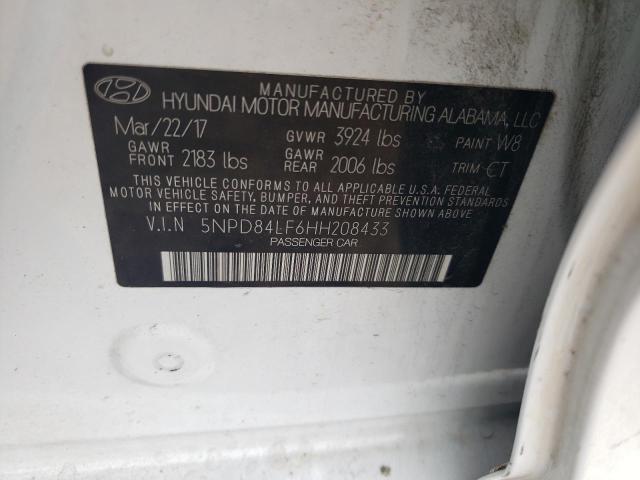 MANUFACTURED BY
HYUNDAI MOTOR MANUFACTURING ALABAMA, LLC
Mar/22/17 GVWR 3924 lbs PAINT W8
GAWR FRONT 2183 lbs GAWR REAR 2006 lbs TRIM CT
THIS VEHICLE CONFORMS TO ALL APPLICABLE U.S.A. FEDERAL
MOTOR VEHICLE SAFETY, BUMPER, AND THEFT PREVENTION STANDARDS
IN EFFECT ON THE DATE OF MANUFACTURE SHOWN ABOVE.
V.I.N 5NPD84LF6HH208433
PASSENGER CAR